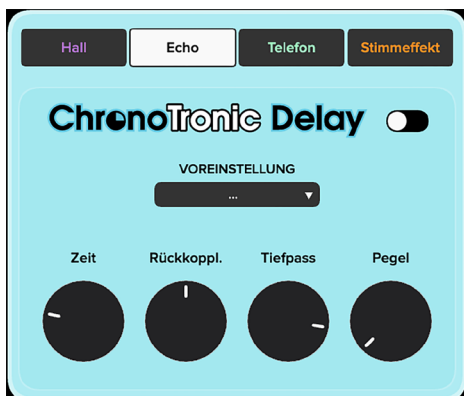 Hall Echo Telefon Stimmeffekt
ChronoTronic Delay
VOREINSTELLUNG
...
Zeit Rückkoppl. Tiefpass Pegel